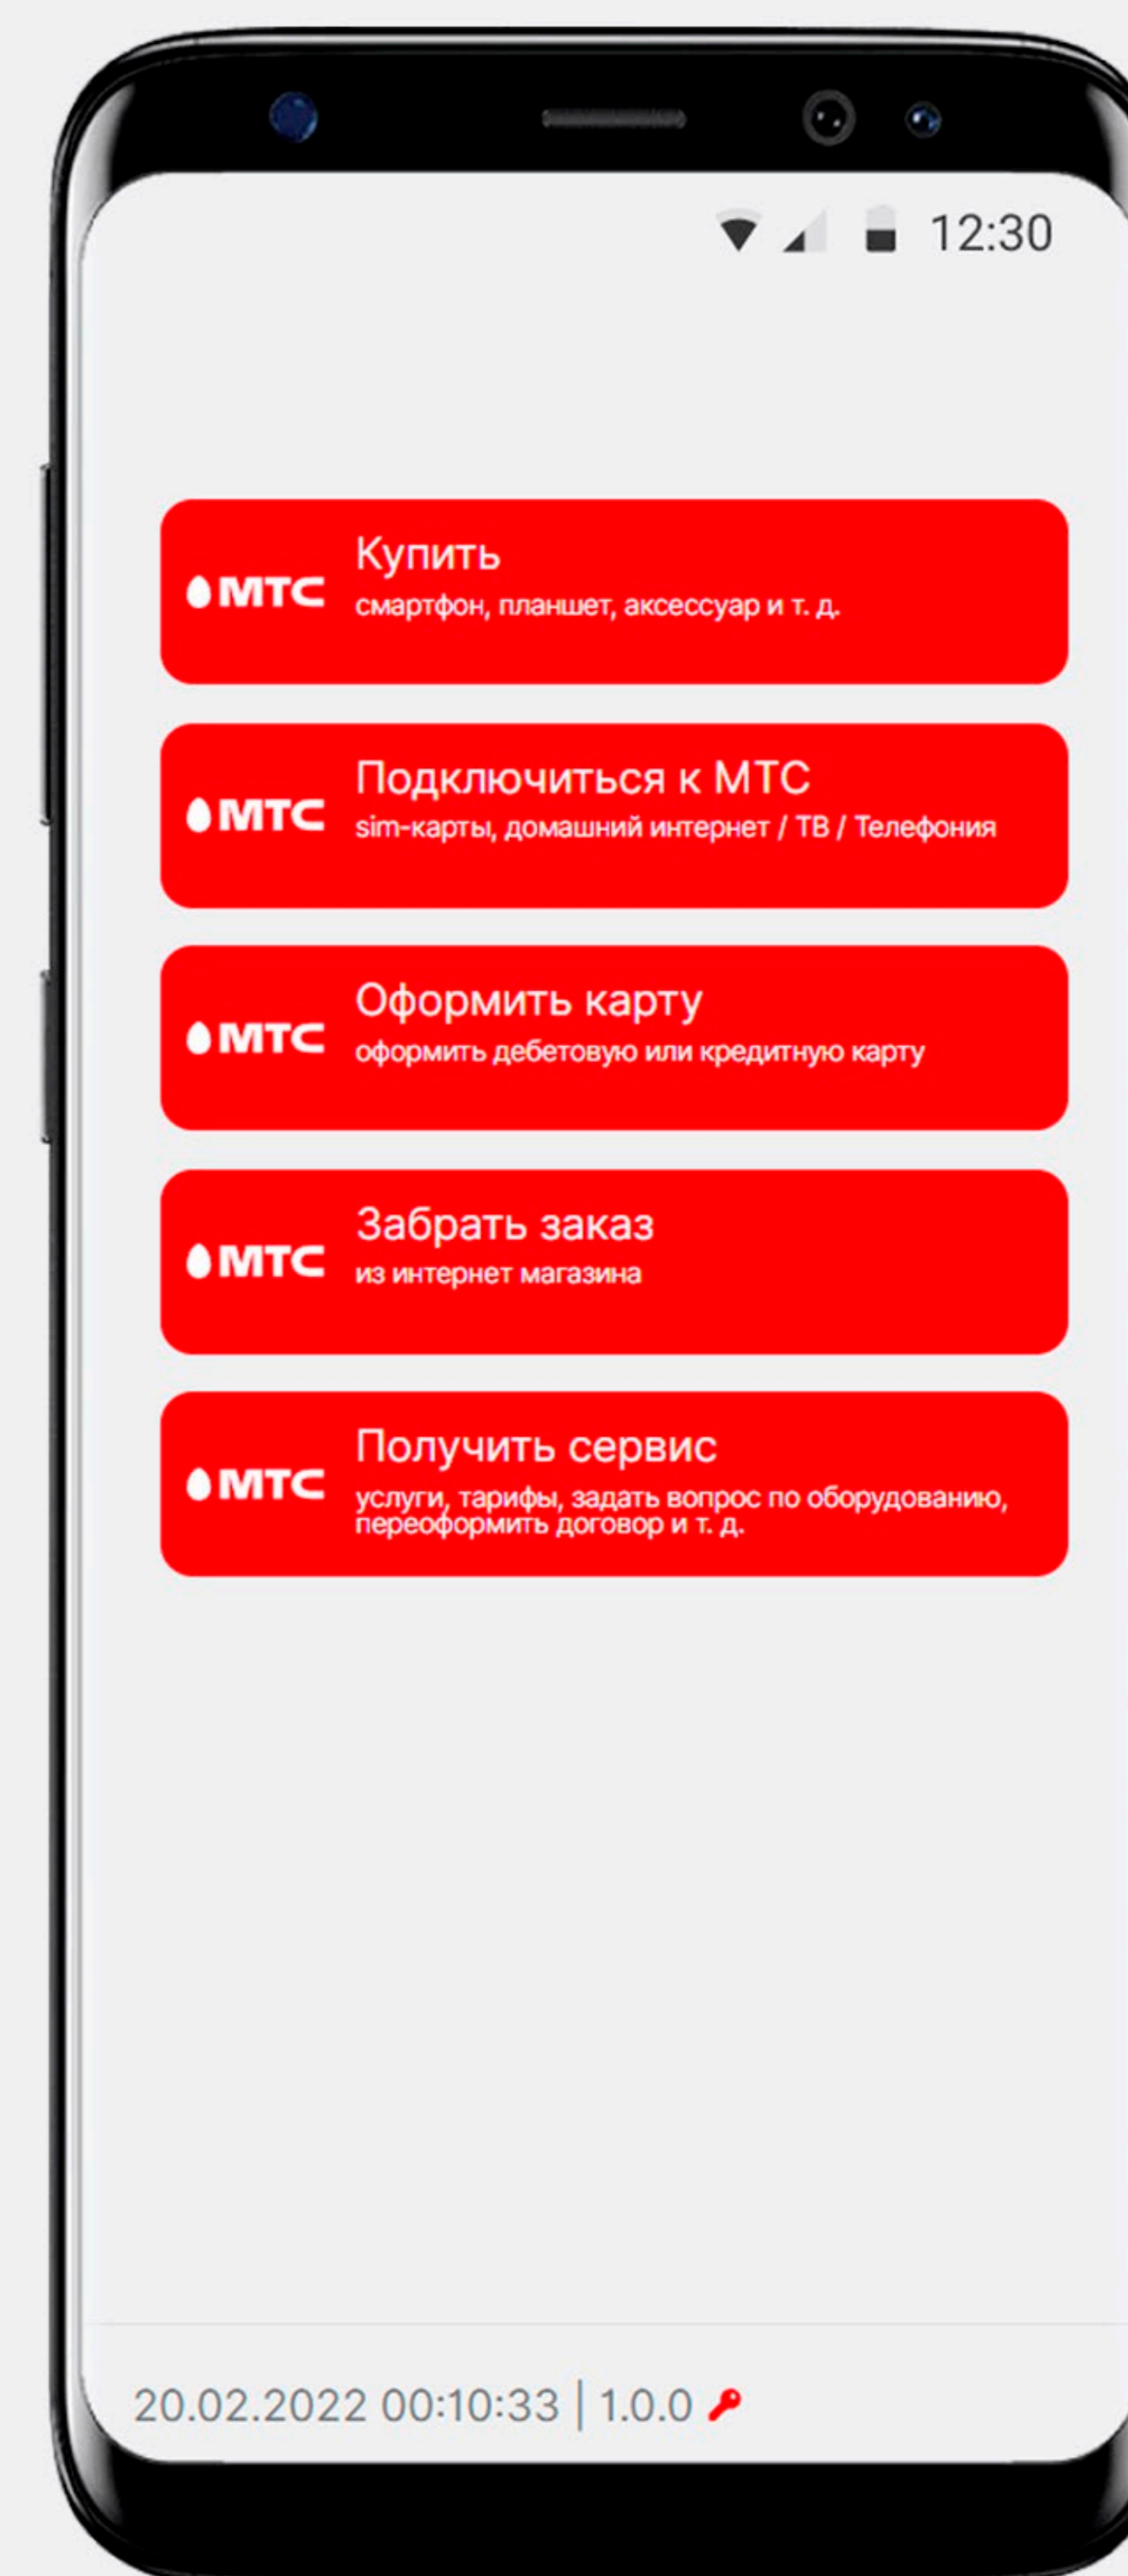 12:30
Купить
МТС
смартфон, планшет, аксессуар и т. д.
Подключиться к МТС
МТС
sim-карты, домашний интернет / ТВ / Телефония
Оформить карту
МТС
оформить дебетовую или кредитную карту
Забрать заказ
МТС
из интернет магазина
Получить сервис
МТС
услуги, тарифы, задать вопрос по оборудованию,
переоформить договор и т. д.
20.02.2022 00:10:33 | 1.0.0